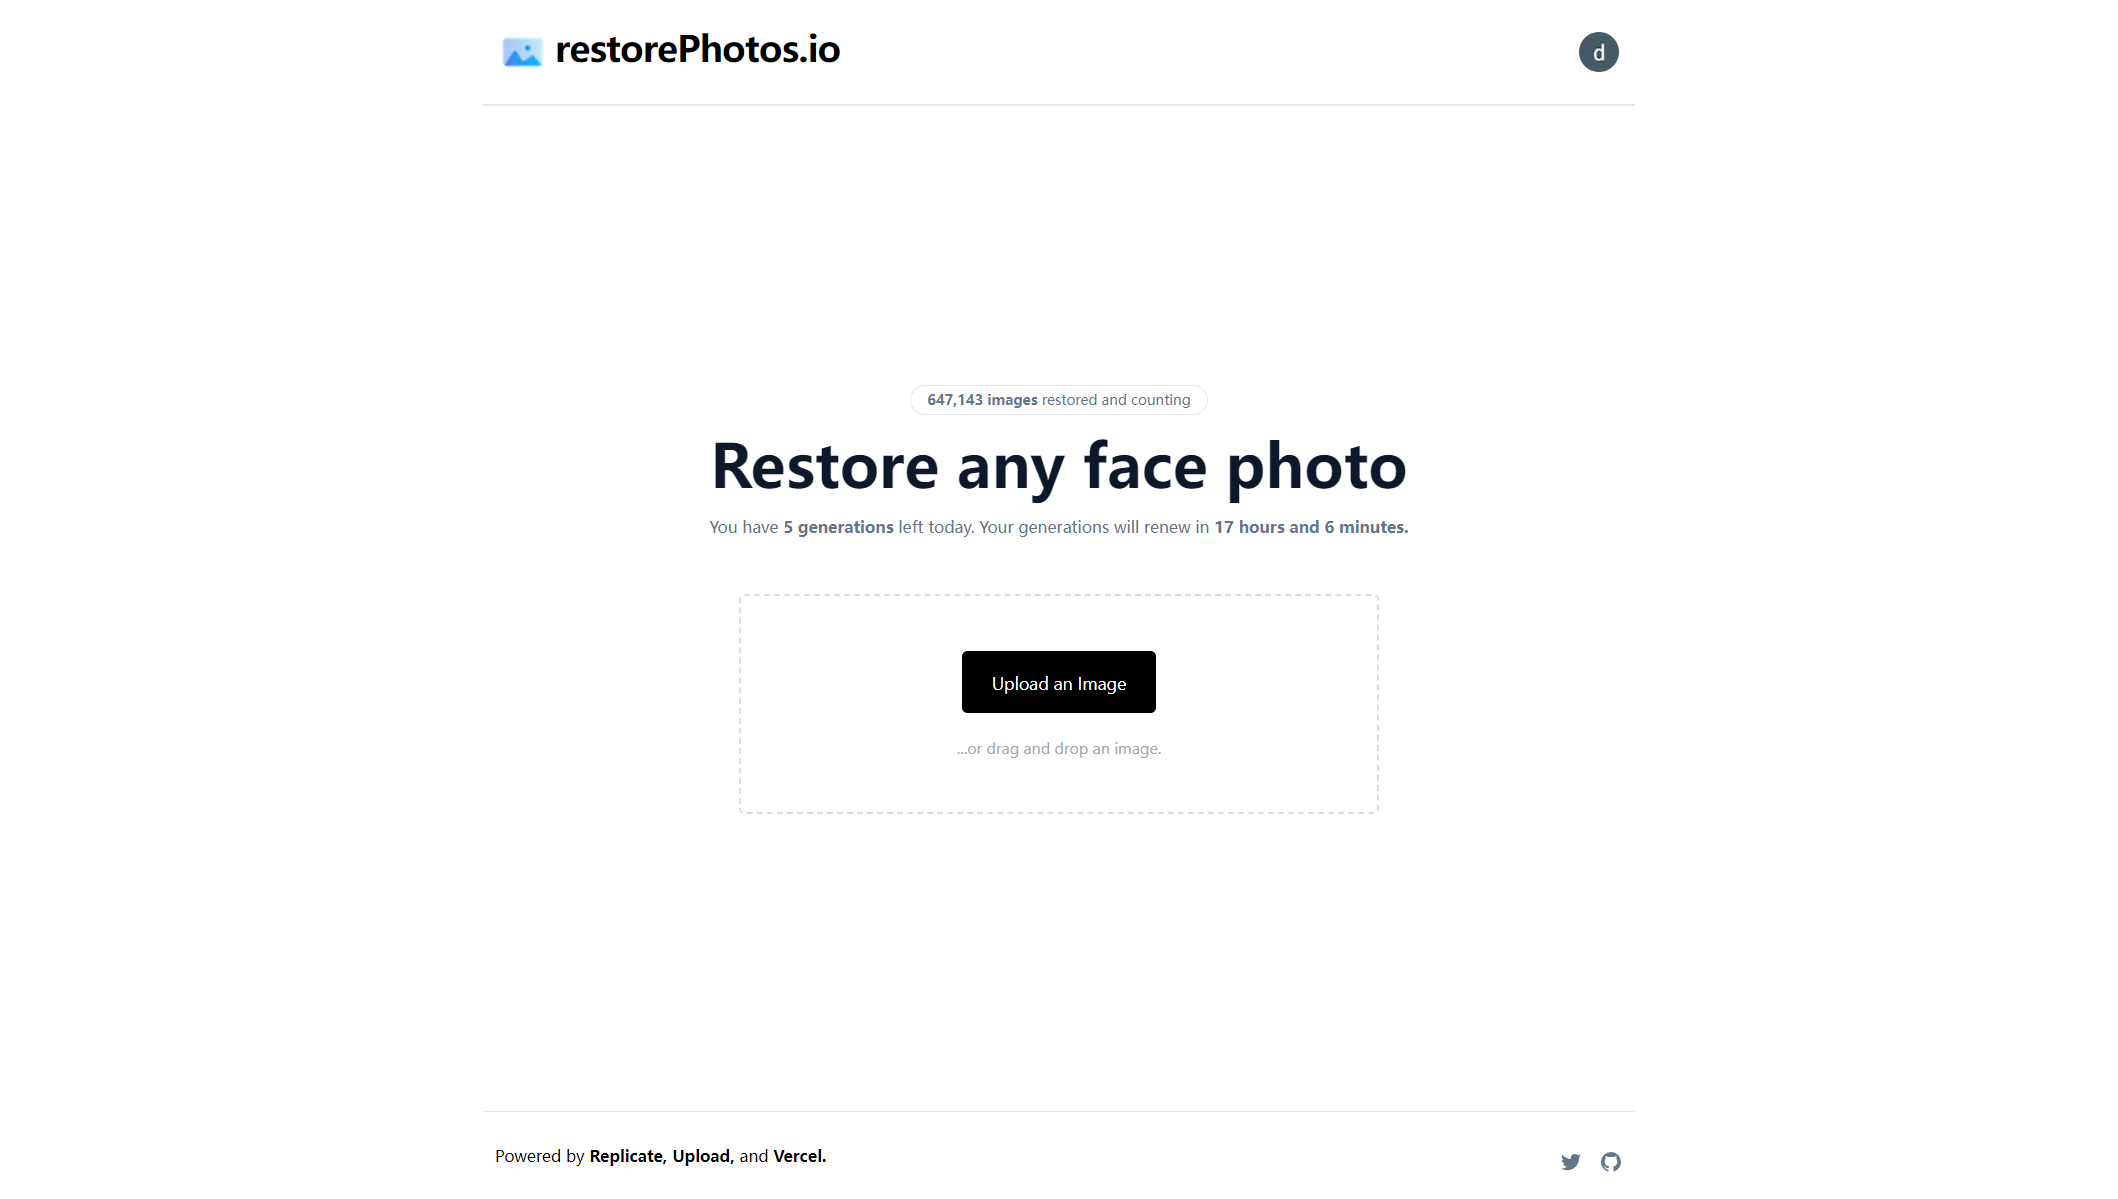 restorePhotos.io
d
647,143 images restored and counting
Restore any face photo
You have 5 generations left today. Your generations will renew in 17 hours and 6 minutes.
Upload an Image
...or drag and drop an image.
Powered by Replicate, Upload, and Vercel.